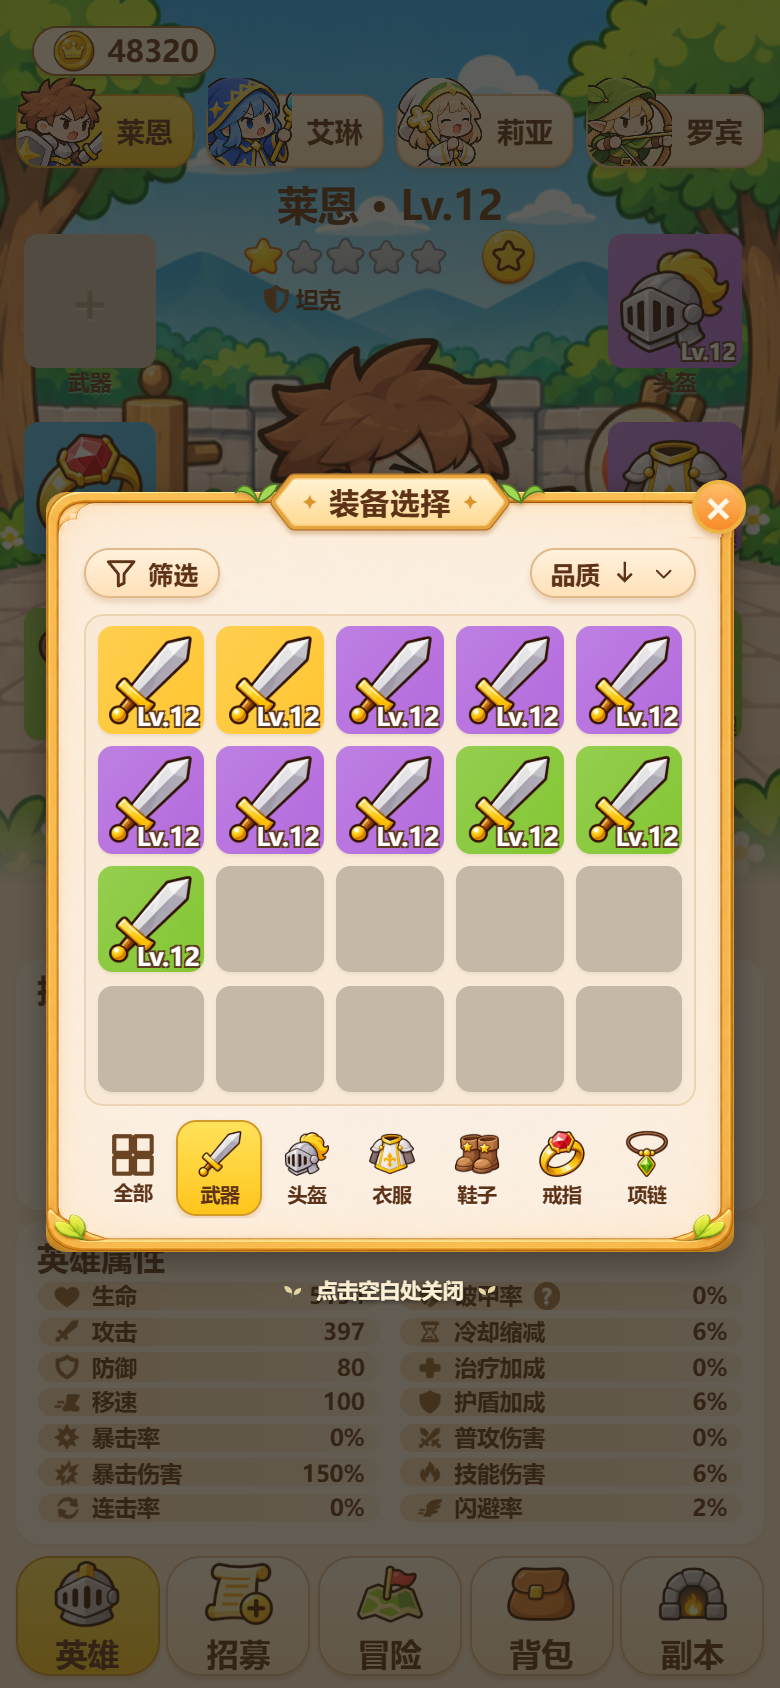 48320
莱恩
艾琳
莉亚
罗宾
莱恩•Lv.12
坦克
武器
Lv.12
头盔
装备选择
筛选
品质
Lv.12 Lv.12 Lv.12 Lv.12 Lv.12
Lv.12 Lv.12 Lv.12 Lv.12 Lv.12
Lv.12
全部 武器 头盔 衣服 鞋子 戒指 项链
英雄属性
点击空白处关闭
生命
破甲率 ? 0%
攻击 397
冷却缩减 6%
防御 80
治疗加成 0%
移速 100
护盾加成 6%
暴击率 0%
普攻伤害 0%
暴击伤害 150%
技能伤害 6%
连击率 0%
闪避率 2%
英雄 招募 冒险 背包 副本